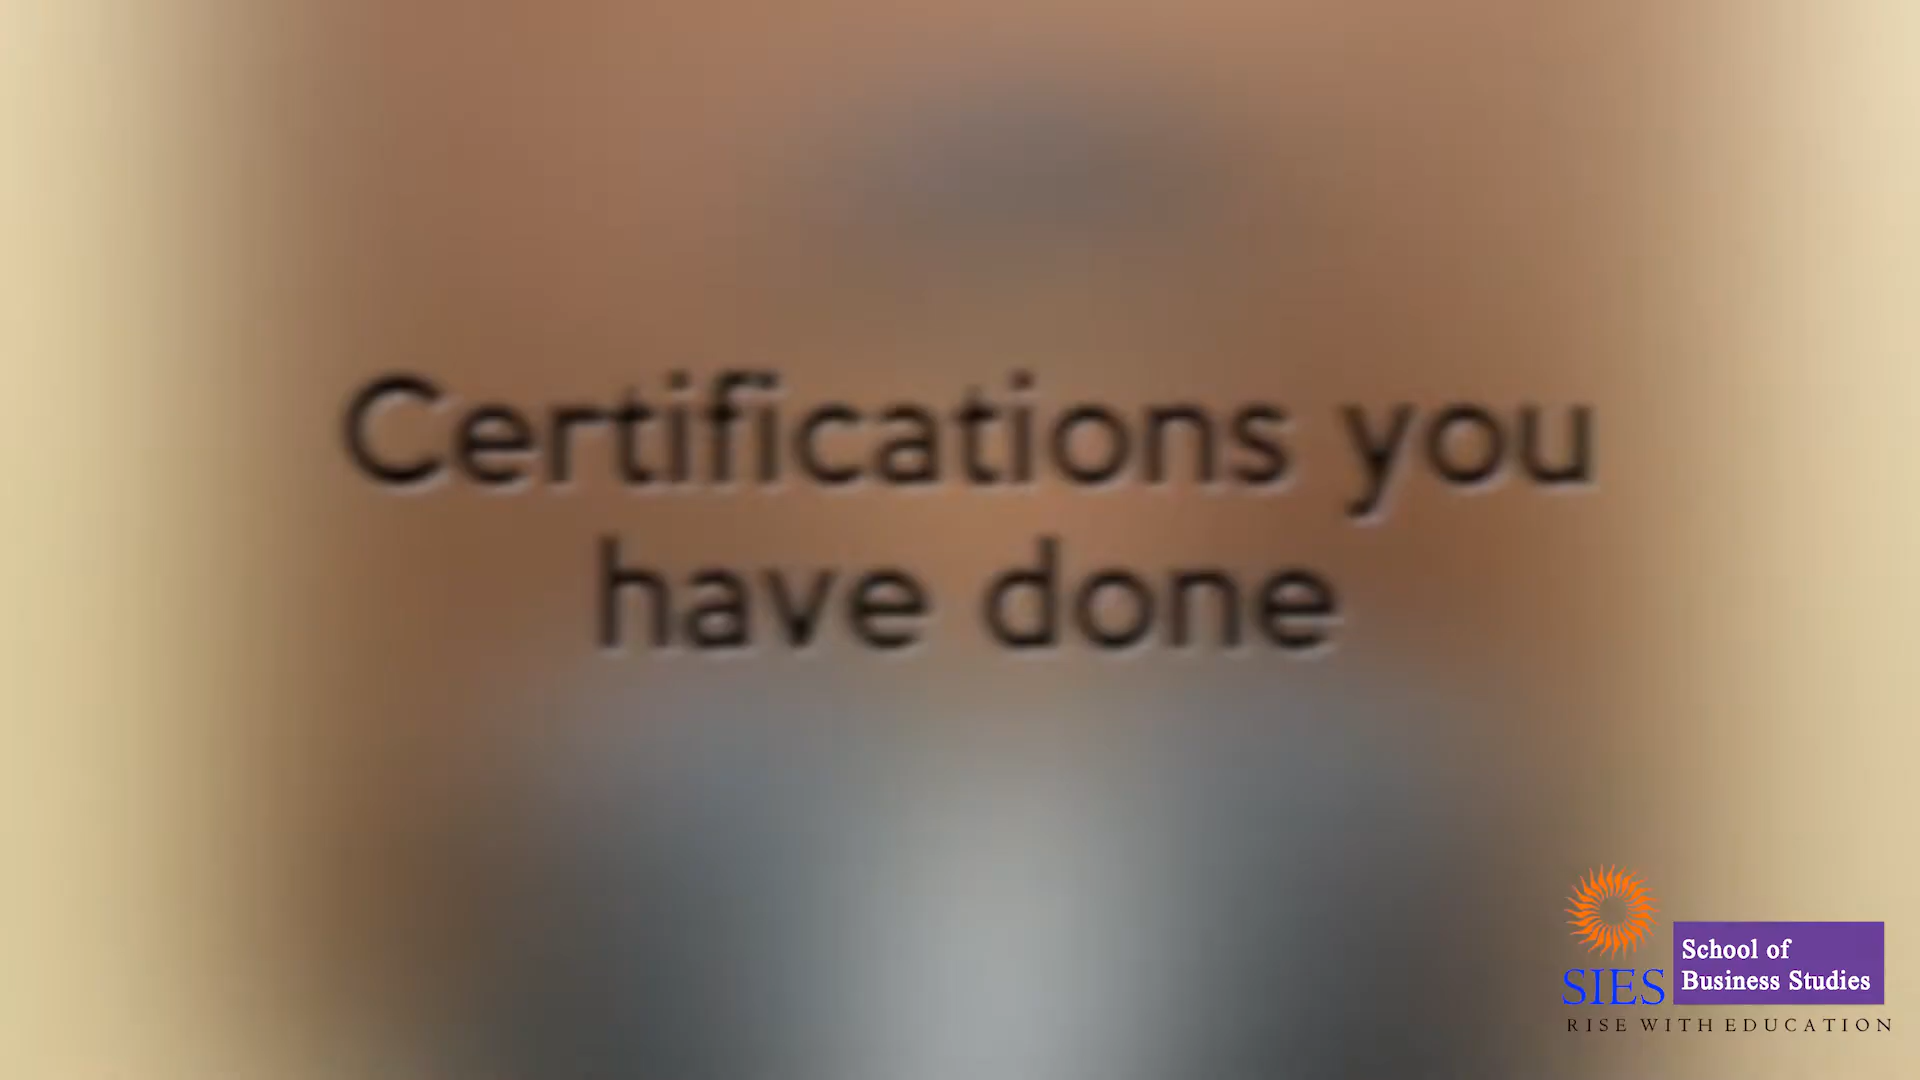 Certifications you
have done
School of
Business Studies
SIES
RISE WITH EDUCATION